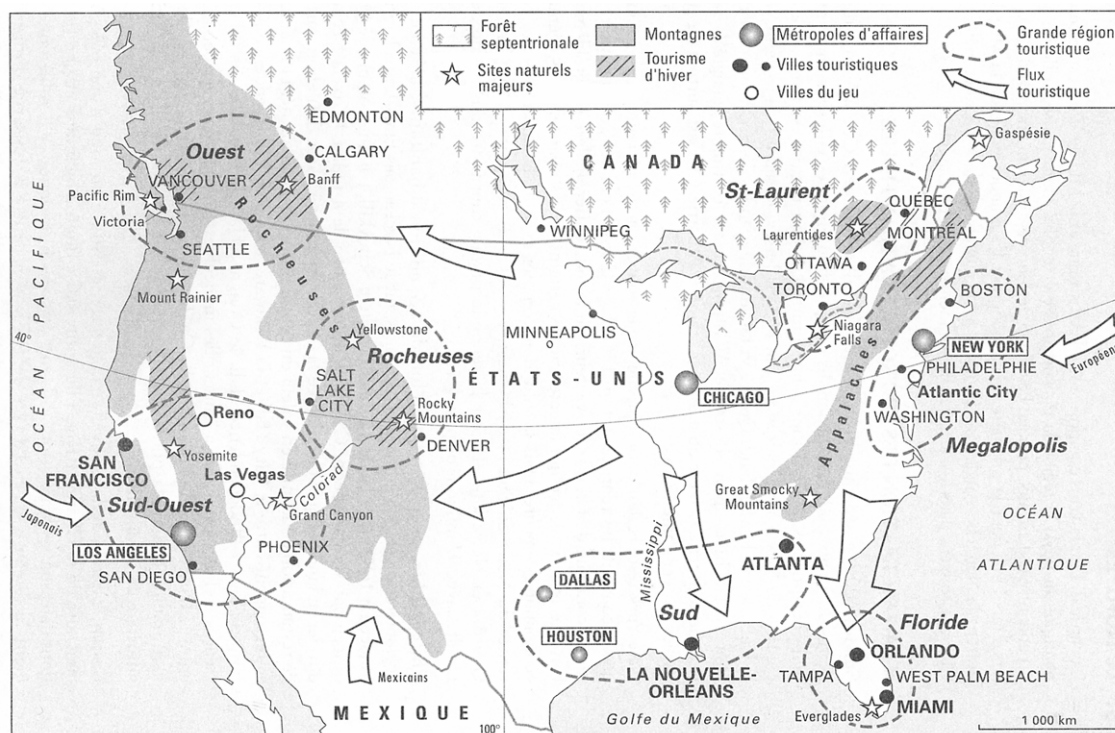 Forêt
septentrionale
Sites naturels
majeurs
Montagnes
Tourisme
d'hiver
Métropoles d'affaires
Villes touristiques
Villes du jeu
Grande région
touristique
Flux
touristique
EDMONTON
CALGARY
Ouest
VANCOUVER
Banff
Pacific Rim
Victoria
SEATTLE
Mount Rainier
Rocheuses
CANADA
WINNIPEG
Gaspésie
St-Laurent
QUÉBEC
Laurentides
MONTRÉAL
OTTAWA
TORONTO
BOSTON
Niagara
Falls
MINNEAPOLIS
NEW YORK
PHILADELPHIE
Atlantic City
WASHINGTON
Megalopolis
Européens
OCÉAN PACIFIQUE
40°
Yellowstone
Rocheuses
SALT
LAKE
CITY
Rocky
Mountains
DENVER
ÉTATS-UNIS
CHICAGO
Appalaches
Reno
SAN
FRANCISCO
Yosemite
Las Vegas
Colorad
Grand Canyon
Sud-Ouest
Japonais
LOS ANGELES
SAN DIEGO
PHOENIX
Great Smocky
Mountains
OCÉAN
ATLANTIQUE
Mississippi
ATLANTA
DALLAS
Sud
HOUSTON
LA NOUVELLE-
ORLÉANS
Floride
ORLANDO
TAMPA
WEST PALM BEACH
MIAMI
Everglades
Mexicains
MEXIQUE
100°
Golfe du Mexique
1 000 km